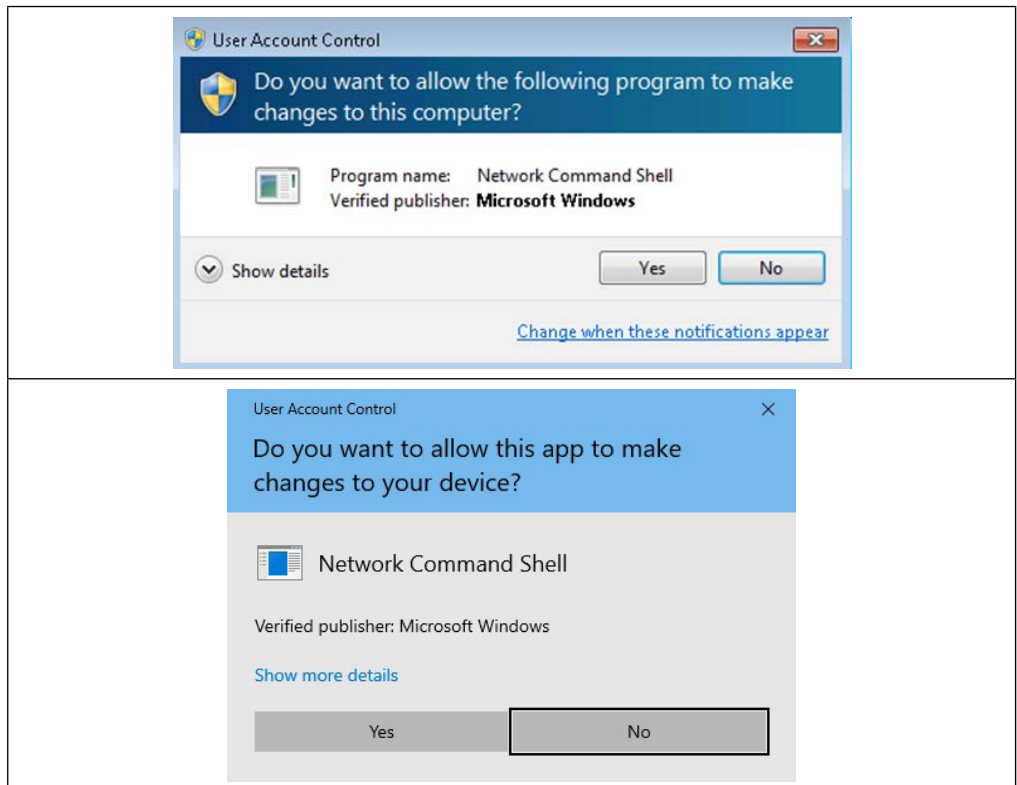 User Account Control
Do you want to allow the following program to make
changes to this computer?
Program name: Network Command Shell
Verified publisher: Microsoft Windows
Show details
Yes No
Change when these notifications appear
User Account Control
Do you want to allow this app to make
changes to your device?
Network Command Shell
Verified publisher: Microsoft Windows
Show more details
Yes No